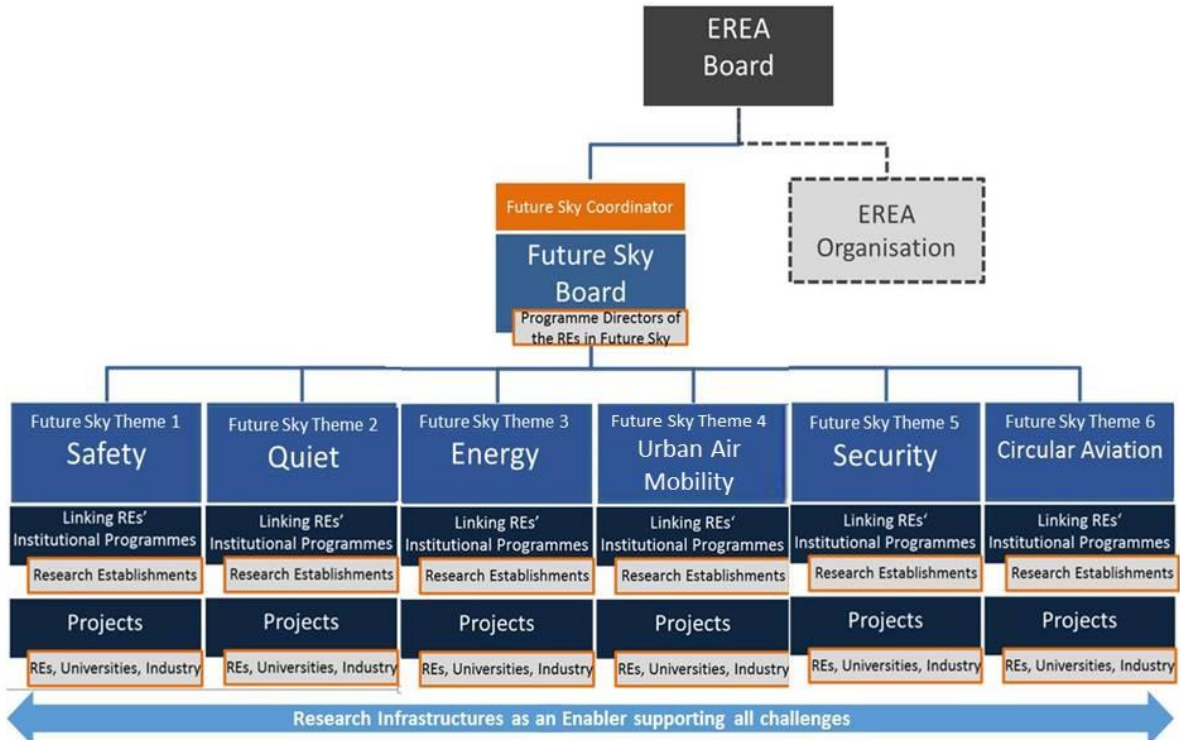 EREA
Board
Future Sky Coordinator
EREA
Organisation
Future Sky
Board
Programme Directors of
the REs in Future Sky
Future Sky Theme 1
Safety
Future Sky Theme 2
Quiet
Future Sky Theme 3
Energy
Future Sky Theme 4
Urban Air
Mobility
Future Sky Theme 5
Security
Future Sky Theme 6
Circular Aviation
Linking REs'
Institutional Programmes
Research Establishments
Linking REs'
Institutional Programmes
Research Establishments
Linking REs'
Institutional Programmes
Research Establishments
Linking REs‘
Institutional Programmes
Research Establishments
Linking REs‘
Institutional Programmes
Research Establishments
Linking REs‘
Institutional Programmes
Research Establishments
Projects
REs, Universities, Industry
Projects
REs, Universities, Industry
Projects
REs, Universities, Industry
Projects
REs, Universities, Industry
Projects
REs, Universities, Industry
Projects
REs, Universities, Industry
Research Infrastructures as an Enabler supporting all challenges